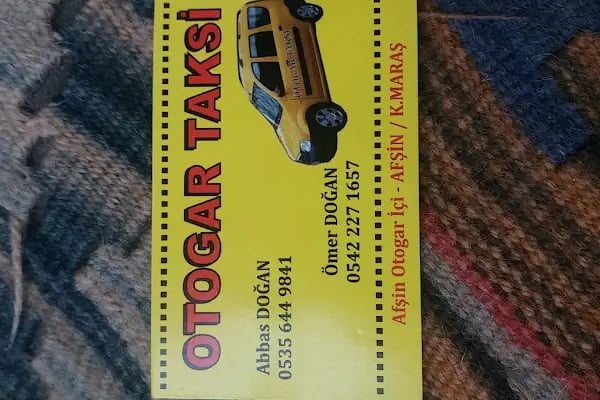 OTOGAR TAKSİ
Abbas DOĞAN
0535 644 9841
Ömer DOĞAN
0542 227 1657
Afşin Otogar İçi - AFŞİN / K.MARAŞ